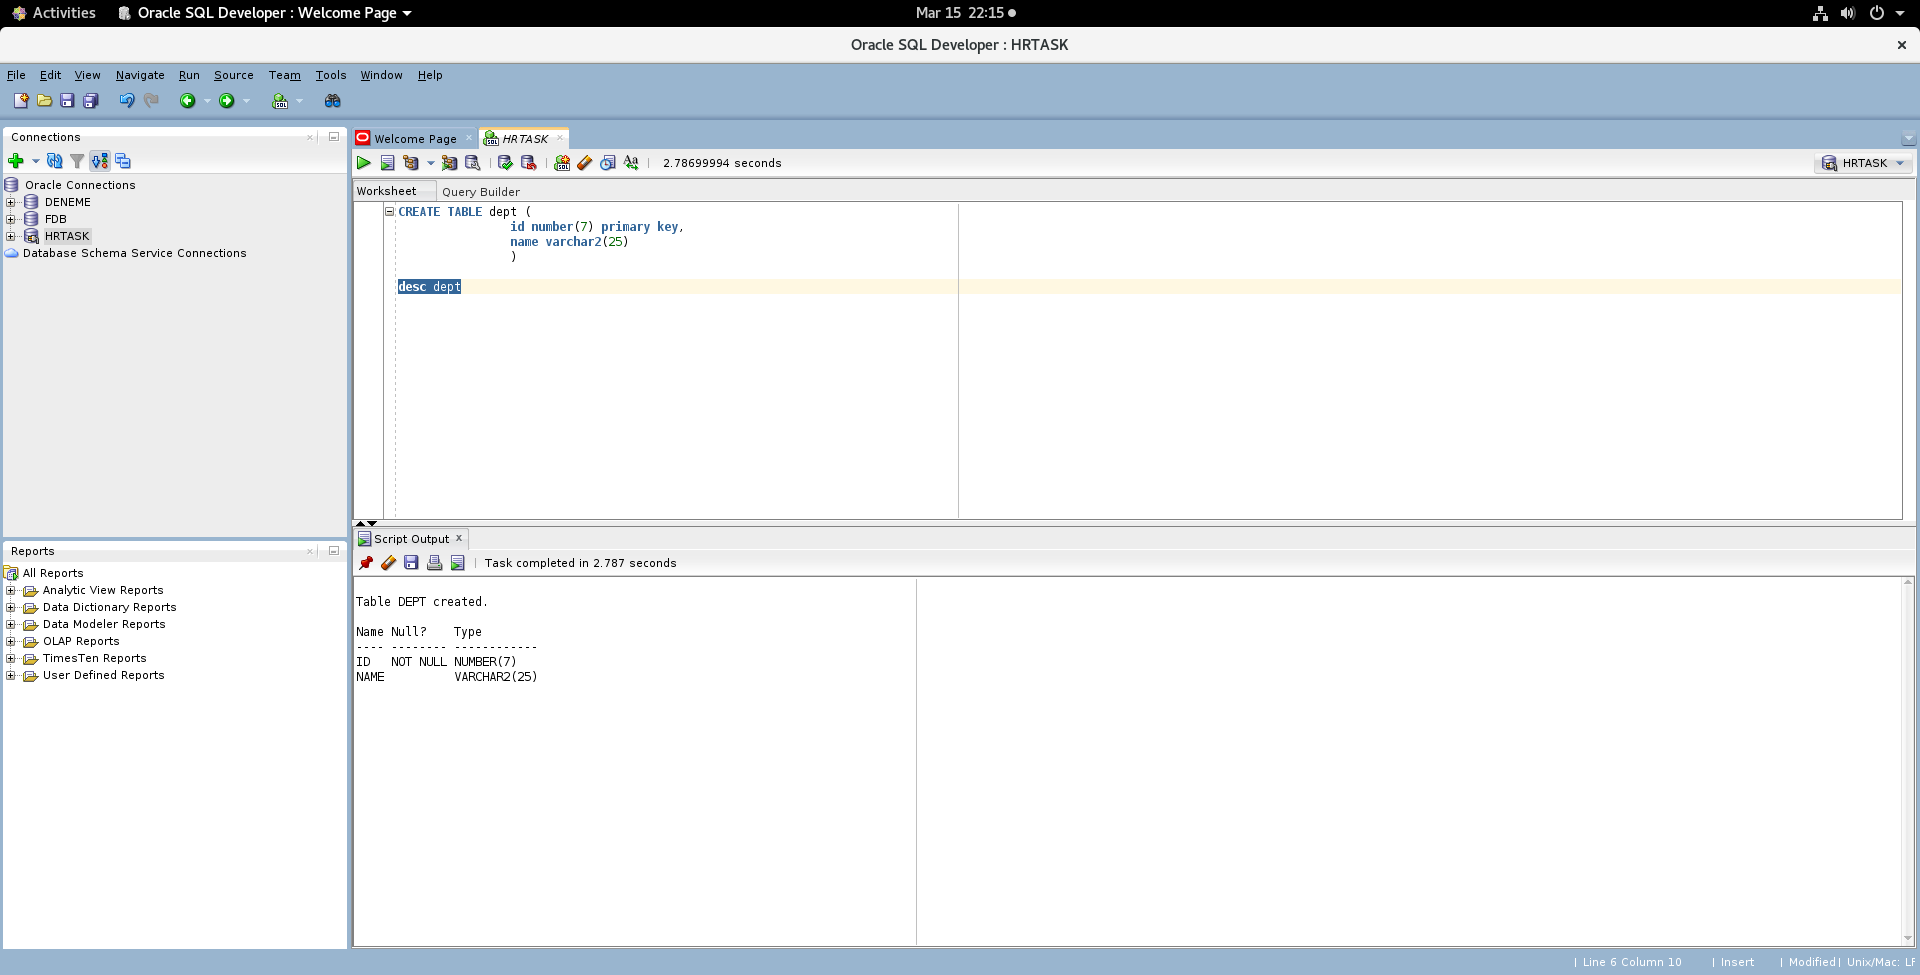 Activities Oracle SQL Developer : Welcome Page Mar 15 22:15
Oracle SQL Developer : HRTASK
File Edit View Navigate Run Source Team Tools Window Help
Connections
Oracle Connections
DENEME
FDB
HRTASK
Database Schema Service Connections
Reports
All Reports
Analytic View Reports
Data Dictionary Reports
Data Modeler Reports
OLAP Reports
TimesTen Reports
User Defined Reports
Welcome Page HRTASK
2.78699994 seconds HRTASK
Worksheet Query Builder
CREATE TABLE dept (
id number(7) primary key,
name varchar2(25)
)
desc dept
Script Output
Task completed in 2.787 seconds
Table DEPT created.
Name Null? Type
---- -------- ------------
ID NOT NULL NUMBER(7)
NAME VARCHAR2(25)
| Line 6 Column 10 | Insert | Modified| Unix/Mac: LF